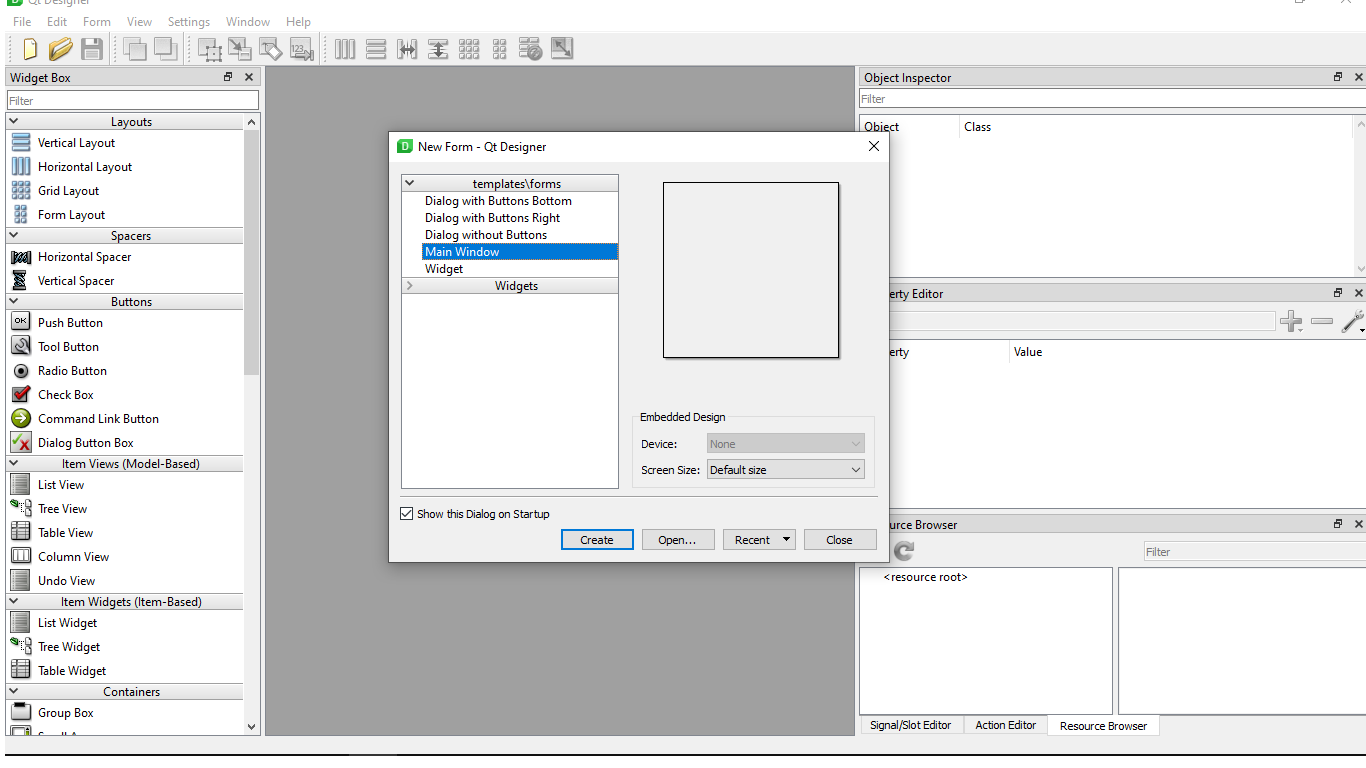 Qt Designer
File Edit Form View Settings Window Help
123
Widget Box
Filter
Layouts
Vertical Layout
Horizontal Layout
Grid Layout
Form Layout
Spacers
Horizontal Spacer
Vertical Spacer
Buttons
OK Push Button
Tool Button
Radio Button
Check Box
Command Link Button
Dialog Button Box
Item Views (Model-Based)
List View
Tree View
Table View
Column View
Undo View
Item Widgets (Item-Based)
List Widget
Tree Widget
Table Widget
Containers
Group Box
D New Form - Qt Designer
templates\forms
Dialog with Buttons Bottom
Dialog with Buttons Right
Dialog without Buttons
Main Window
Widget
Widgets
Embedded Design
Device: None
Screen Size: Default size
Show this Dialog on Startup
Create Open... Recent Close
Object Inspector
Filter
Object Class
erty Editor
erty Value
urce Browser
Filter
<resource root>
Signal/Slot Editor Action Editor Resource Browser